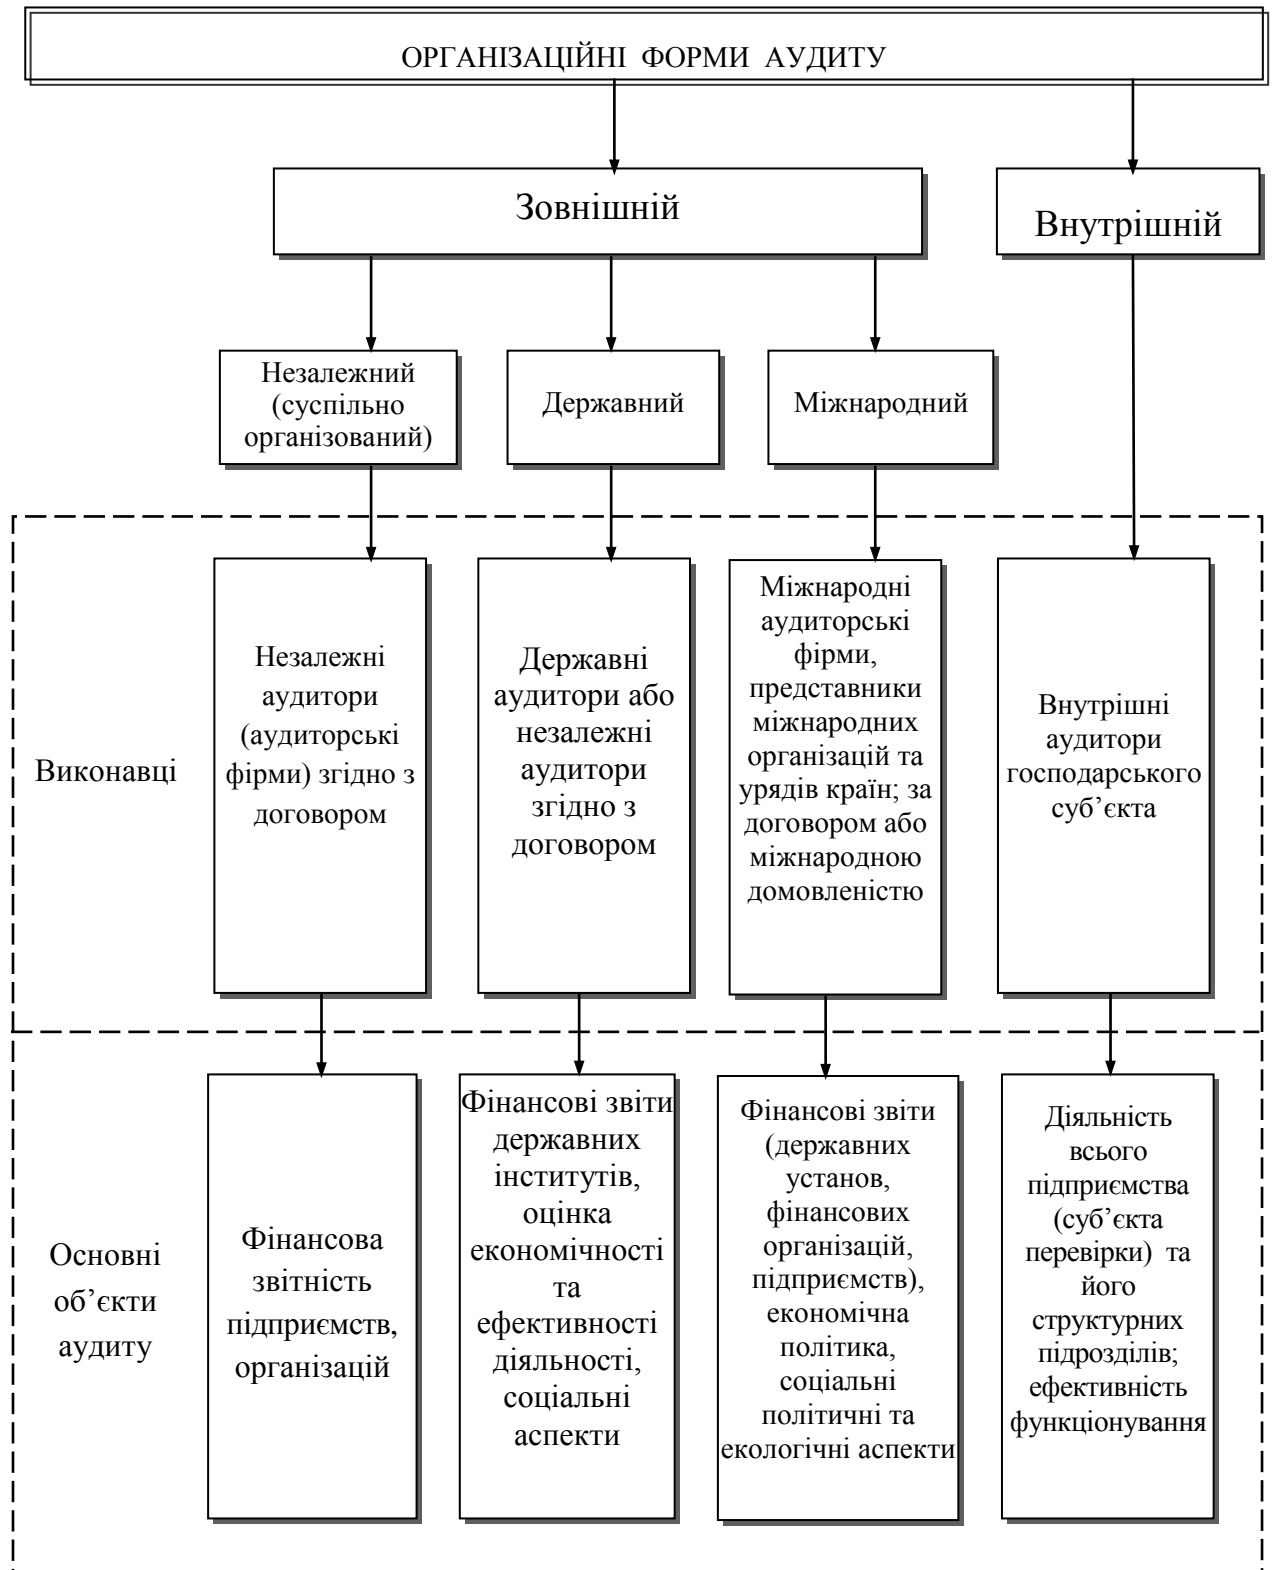 ОРГАНІЗАЦІЙНІ ФОРМИ АУДИТУ
Зовнішній
Внутрішній
Незалежний
(суспільно
організований)
Державний
Міжнародний
Виконавці
Незалежні
аудитори
(аудиторські
фірми) згідно з
договором
Державні
аудитори або
незалежні
аудитори
згідно з
договором
Міжнародні
аудиторські
фірми,
представники
міжнародних
організацій та
урядів країн; за
договором або
міжнародною
домовленістю
Внутрішні
аудитори
господарського
суб’єкта
Основні
об’єкти
аудиту
Фінансова
звітність
підприємств,
організацій
Фінансові звіти
державних
інститутів,
оцінка
економічності
та
ефективності
діяльності,
соціальні
аспекти
Фінансові звіти
(державних
установ,
фінансових
організацій,
підприємств),
економічна
політика,
соціальні
політичні та
екологічні аспекти
Діяльність
всього
підприємства
(суб’єкта
перевірки) та
його
структурних
підрозділів;
ефективність
функціонування